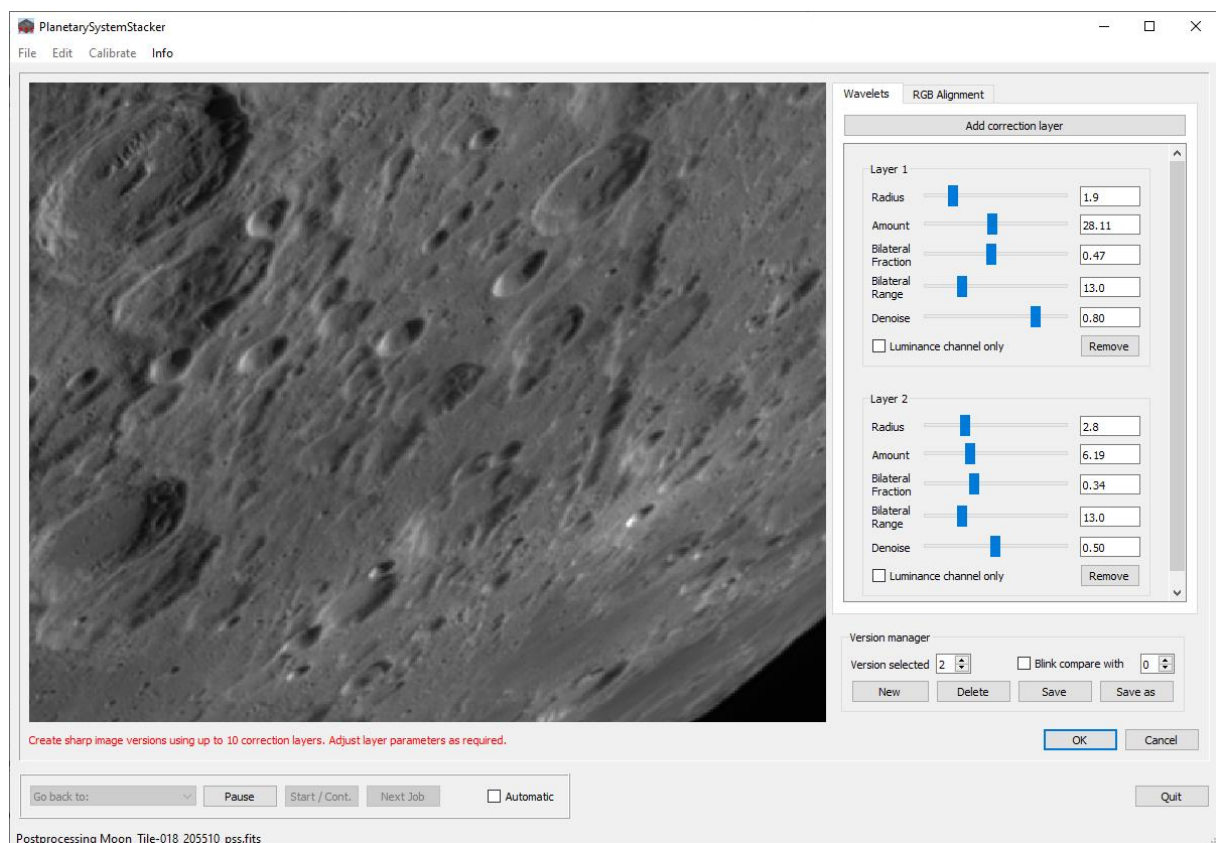 PlanetarySystemStacker
File Edit Calibrate Info
Wavelets RGB Alignment
Add correction layer
Layer 1
Radius 1.9
Amount 28.11
Bilateral
Fraction 0.47
Bilateral
Range 13.0
Denoise 0.80
Luminance channel only Remove
Layer 2
Radius 2.8
Amount 6.19
Bilateral
Fraction 0.34
Bilateral
Range 13.0
Denoise 0.50
Luminance channel only Remove
Version manager
Version selected 2 Blink compare with 0
New Delete Save Save as
Create sharp image versions using up to 10 correction layers. Adjust layer parameters as required.
OK Cancel
Go back to: Pause Start / Cont. Next Job Automatic Quit
Postprocessing Moon_Tile-018_205510_pss.fits